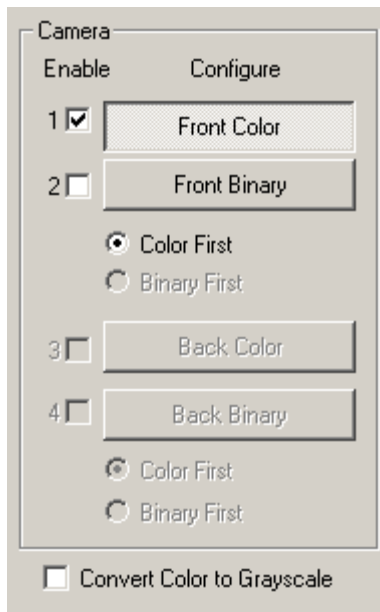 Camera
Enable Configure
1 Front Color
2 Front Binary
Color First
Binary First
3 Back Color
4 Back Binary
Color First
Binary First
Convert Color to Grayscale